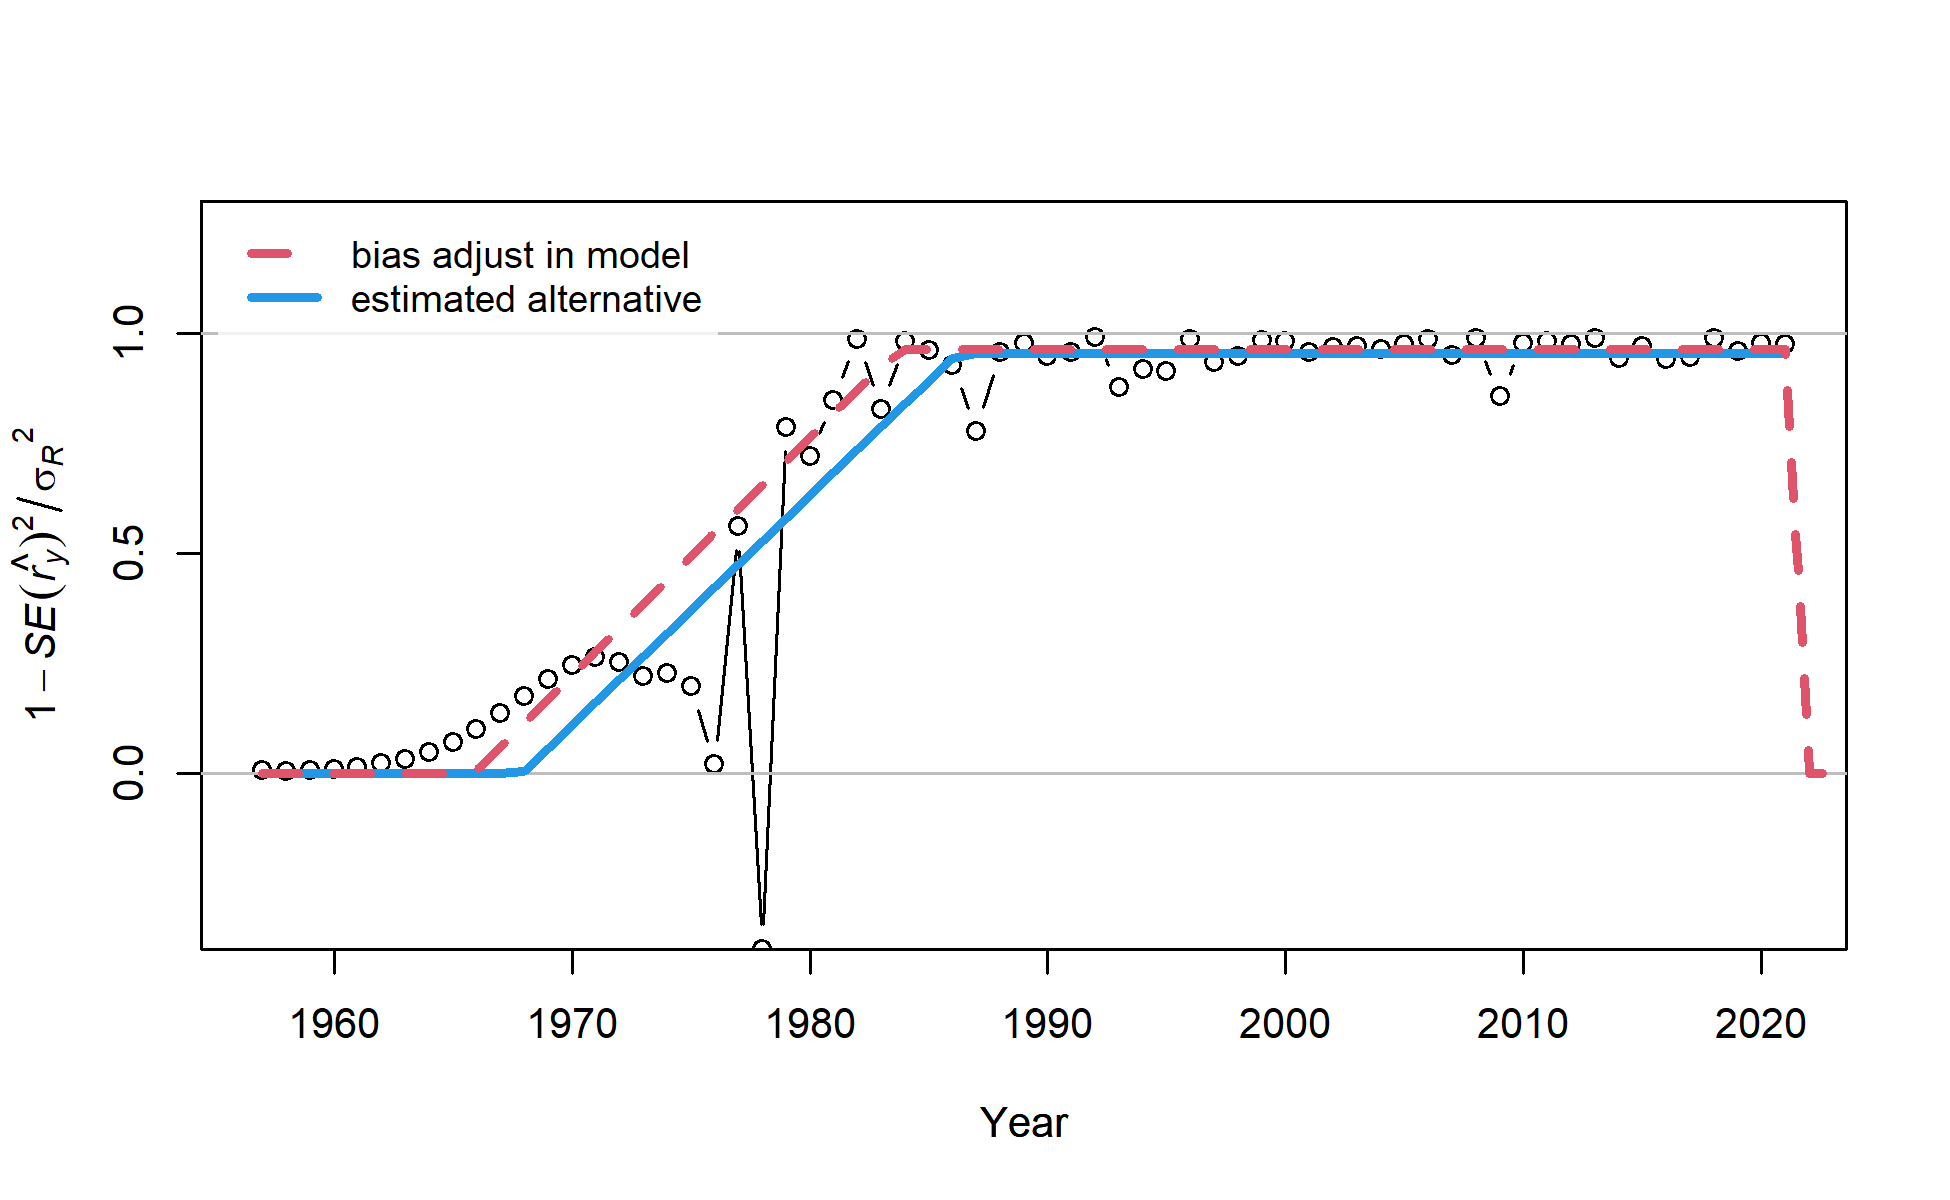 bias adjust in model
estimated alternative
1 − SE(r̂y)² / σR²
1.0
0.5
0.0
1960 1970 1980 1990 2000 2010 2020
Year